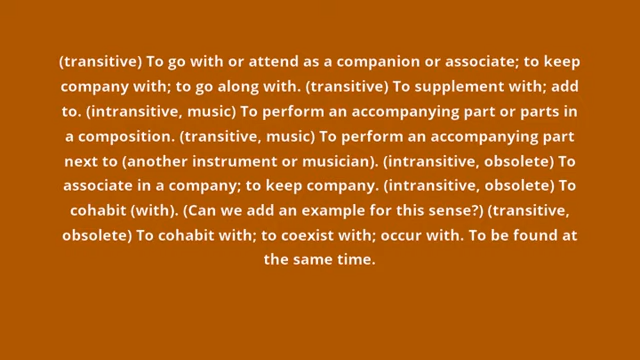 (transitive) To go with or attend as a companion or associate; to keep
company with; to go along with. (transitive) To supplement with; add
to. (intransitive, music) To perform an accompanying part or parts in
a composition. (transitive, music) To perform an accompanying part
next to (another instrument or musician). (intransitive, obsolete) To
associate in a company; to keep company. (intransitive, obsolete) To
cohabit (with). (Can we add an example for this sense?) (transitive,
obsolete) To cohabit with; to coexist with; occur with. To be found at
the same time.